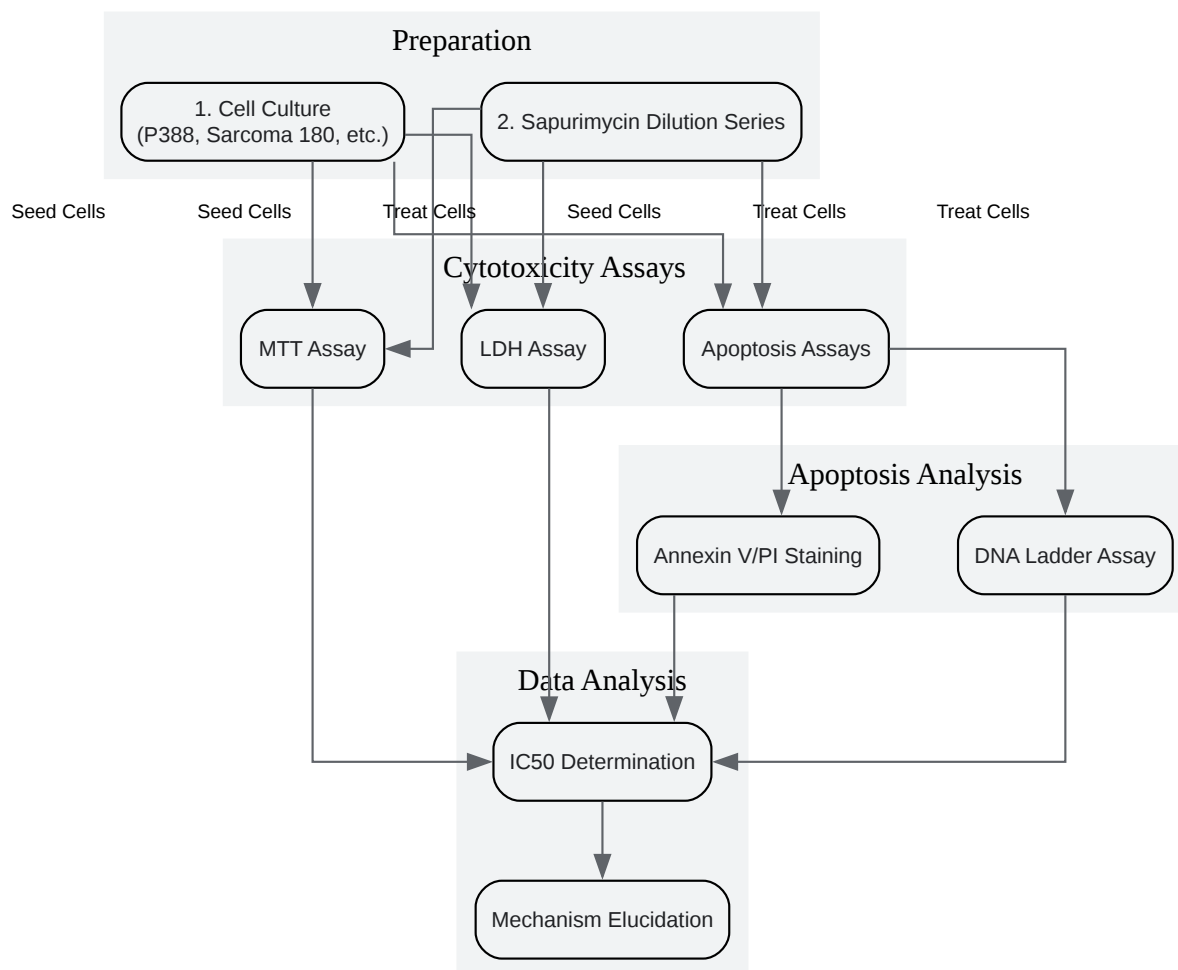 Preparation
1. Cell Culture
(P388, Sarcoma 180, etc.)
2. Sapurimycin Dilution Series
Seed Cells
Seed Cells
Treat Cells
Seed Cells
Treat Cells
Treat Cells
Cytotoxicity Assays
MTT Assay
LDH Assay
Apoptosis Assays
Apoptosis Analysis
Annexin V/PI Staining
DNA Ladder Assay
Data Analysis
IC50 Determination
Mechanism Elucidation